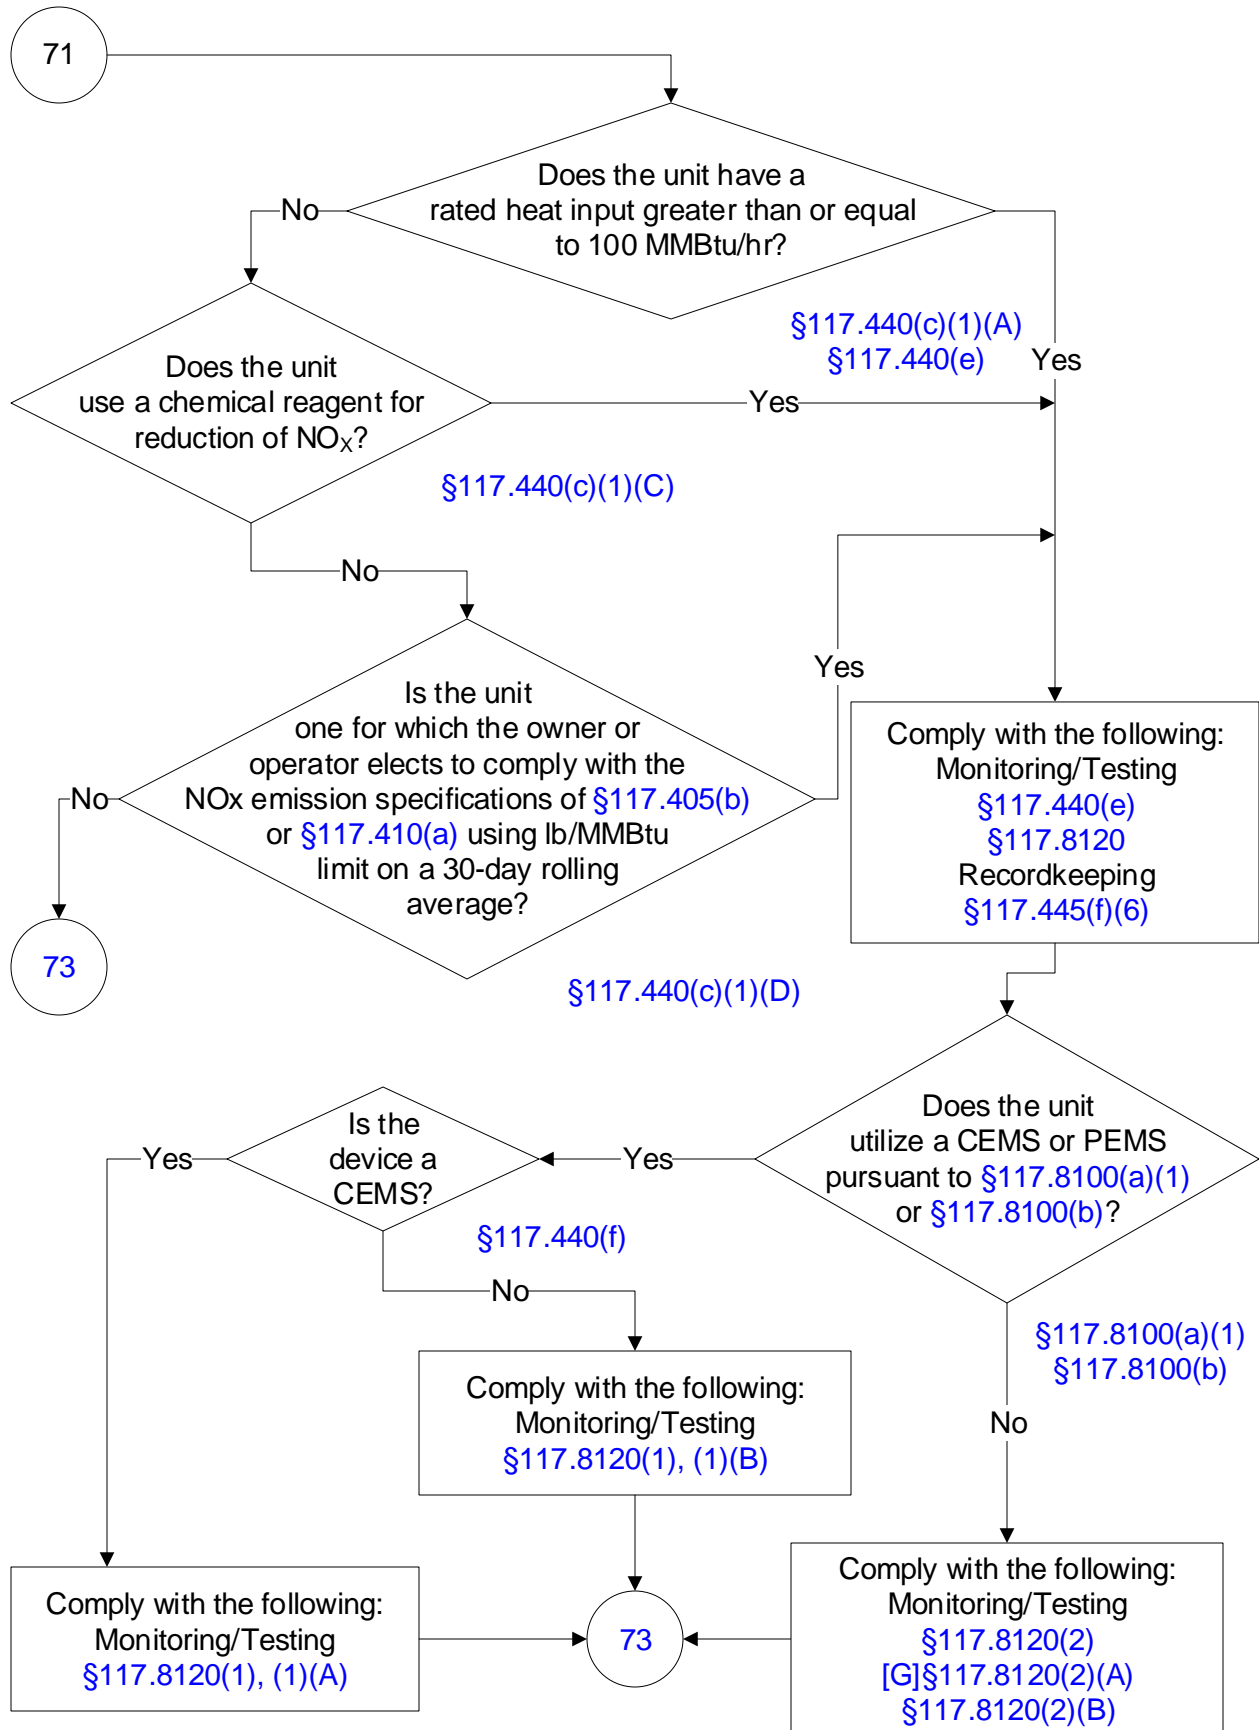 71
Does the unit have a
rated heat input greater than or equal
to 100 MMBtu/hr?
No
§117.440(c)(1)(A)
§117.440(e)
Yes
Does the unit
use a chemical reagent for
reduction of NOX?
Yes
§117.440(c)(1)(C)
No
Is the unit
one for which the owner or
operator elects to comply with the
NOx emission specifications of §117.405(b)
or §117.410(a) using lb/MMBtu
limit on a 30-day rolling
average?
Yes
No
73
§117.440(c)(1)(D)
Comply with the following:
Monitoring/Testing
§117.440(e)
§117.8120
Recordkeeping
§117.445(f)(6)
Does the unit
utilize a CEMS or PEMS
pursuant to §117.8100(a)(1)
or §117.8100(b)?
Yes
Is the
device a
CEMS?
Yes
§117.440(f)
No
§117.8100(a)(1)
§117.8100(b)
No
Comply with the following:
Monitoring/Testing
§117.8120(1), (1)(B)
Comply with the following:
Monitoring/Testing
§117.8120(1), (1)(A)
73
Comply with the following:
Monitoring/Testing
§117.8120(2)
[G]§117.8120(2)(A)
§117.8120(2)(B)